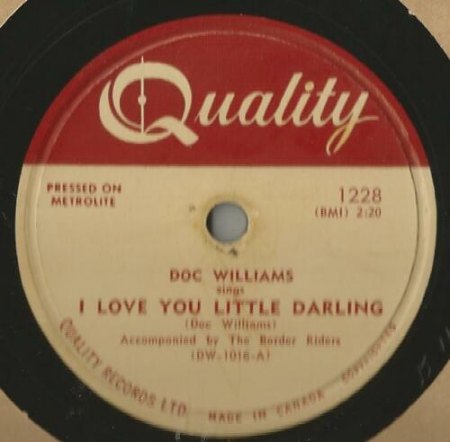 Quality
PRESSED ON
METROLITE
1228
(BMI) 2:20
DOC WILLIAMS
sings
I LOVE YOU LITTLE DARLING
(Doc Williams)
Accompanied by The Border Riders
(DW-1016-A)
QUALITY RECORDS LTD. MADE IN CANADA